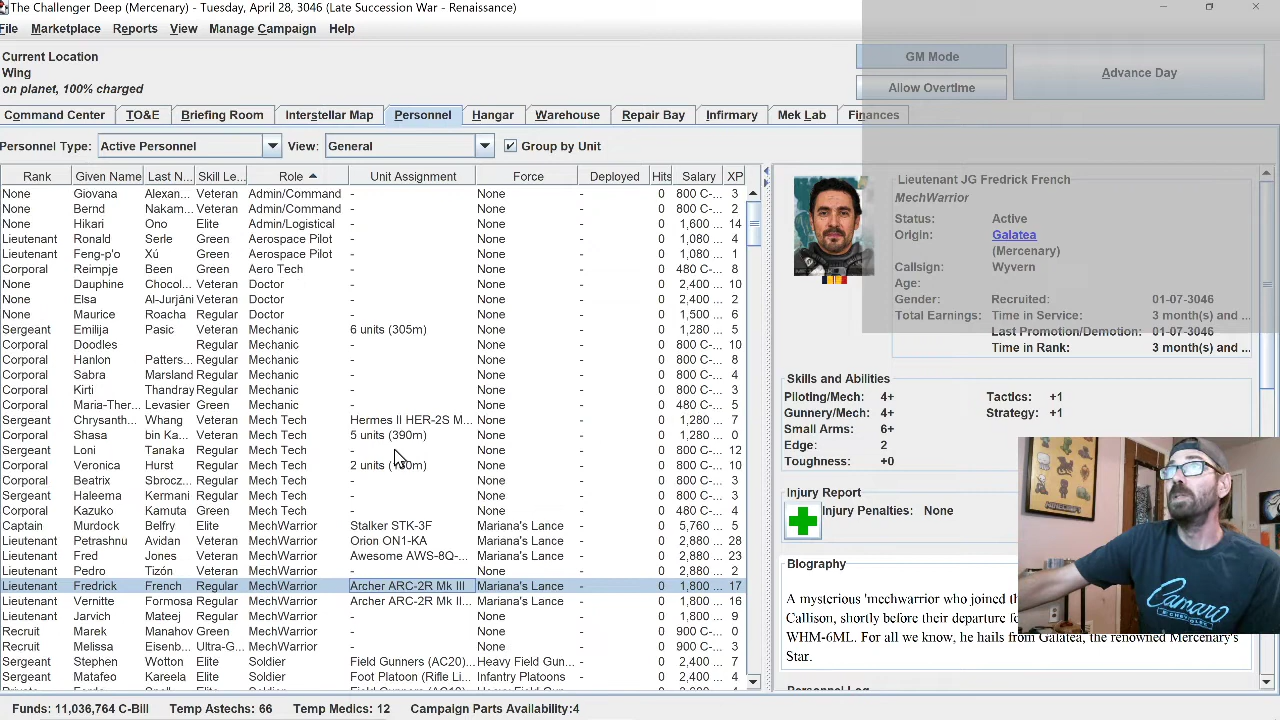 The Challenger Deep (Mercenary) - Tuesday, April 28, 3046 (Late Succession War - Renaissance)
File Marketplace Reports View Manage Campaign Help
Current Location
Wing
on planet, 100% charged
GM Mode
Allow Overtime
Advance Day
Command Center TO&E Briefing Room Interstellar Map Personnel Hangar Warehouse Repair Bay Infirmary Mek Lab Finances
Personnel Type: Active Personnel View: General Group by Unit
Rank Given Name Last N... Skill Le... Role Unit Assignment Force Deployed Hits Salary XP
None Giovana Alexan... Veteran Admin/Command - - 0 800 C-... 3
None Bernd Nakam... Veteran Admin/Command - - 0 800 C-... 2
None Hikari Ono Elite Admin/Logistical - - 0 1,600 ... 14
Lieutenant Ronald Serle Green Aerospace Pilot - None - 0 1,080 ... 4
Lieutenant Feng-p'o Xu Green Aerospace Pilot - None - 0 1,080 ... 1
Corporal Reimpje Been Green Aero Tech - None - 0 480 C-... 8
None Dauphine Chocol... Veteran Doctor - None - 0 2,400 ... 10
None Elsa Al-Jurjáni Veteran Doctor - None - 0 2,400 ... 2
None Maurice Roacha Regular Doctor - None - 0 1,500 ... 6
Sergeant Emilija Pasic Veteran Mechanic 6 units (305m) None - 0 1,280 ... 5
Corporal Doodles Regular Mechanic - None - 0 800 C-... 10
Corporal Hanlon Patters... Regular Mechanic - None - 0 800 C-... 8
Corporal Sabra Marsland Regular Mechanic - None - 0 800 C-... 4
Corporal Kirti Thandray Regular Mechanic - None - 0 800 C-... 3
Corporal Maria-Ther... Levasier Green Mechanic - None - 0 480 C-... 5
Sergeant Chrysanth... Whang Veteran Mech Tech Hermes II HER-2S M... None - 0 1,280 ... 7
Corporal Shasa bin Ka... Veteran Mech Tech 5 units (390m) None - 0 1,280 ... 0
Sergeant Loni Tanaka Regular Mech Tech - None - 0 800 C-... 12
Corporal Veronica Hurst Regular Mech Tech 2 units None - 0 800 C-... 10
Corporal Beatrix Sbrocz... Regular Mech Tech - None - 0 800 C-... 3
Sergeant Haleema Kermani Regular Mech Tech - None - 0 800 C-... 3
Corporal Kazuko Kamuta Green Mech Tech - None - 0 480 C-... 4
Captain Murdock Belfry Elite MechWarrior Stalker STK-3F Mariana's Lance - 0 5,760 ... 5
Lieutenant Avidan Veteran MechWarrior Orion ON1-KA Mariana's Lance - 0 2,880 ... 28
Lieutenant Fred Jones Veteran MechWarrior Awesome AWS-8Q-... Mariana's Lance - 0 2,880 ... 23
Lieutenant Pedro Tizón Veteran MechWarrior - None - 0 2,880 ... 2
Lieutenant Fredrick French Regular MechWarrior Archer ARC-2R Mk III Mariana's Lance - 0 1,800 ... 17
Lieutenant Vernitte Formosa Regular MechWarrior Archer ARC-2R Mk II... Mariana's Lance - 0 1,800 ... 16
Lieutenant Jarvich Mateej Regular MechWarrior - None - 0 1,800 ... 9
Recruit Marek Manahov Green MechWarrior - None - 0 900 C-... 0
Recruit Melissa Eisenb... Ultra-G... MechWarrior - None - 0 900 C-... 3
Sergeant Stephen Wotton Elite Soldier Field Gunners (AC20)... Heavy Field Gun... - 0 2,400 ... 7
Sergeant Matafeo Kareela Elite Soldier Foot Platoon (Rifle Li... Infantry Platoons - 0 2,400 ... 4
Lieutenant JG Fredrick French
MechWarrior
Status: Active
Origin: Galatea
(Mercenary)
Callsign: Wyvern
Age:
Gender: Recruited: 01-07-3046
Total Earnings: Time in Service: 3 month(s) and ...
Last Promotion/Demotion: 01-07-3046
Time in Rank: 3 month(s) and ...
Skills and Abilities
Piloting/Mech: 4+ Tactics: +1
Gunnery/Mech: 4+ Strategy: +1
Small Arms: 6+
Edge: 2
Toughness: +0
Injury Report
Injury Penalties: None
Biography
A mysterious 'mechwarrior who joined
Callison, shortly before their departure
WHM-6ML. For all we know, he hails from Galatea, the renowned Mercenary's
Star.
Camaro
Funds: 11,036,764 C-Bill Temp Astechs: 66 Temp Medics: 12 Campaign Parts Availability:4